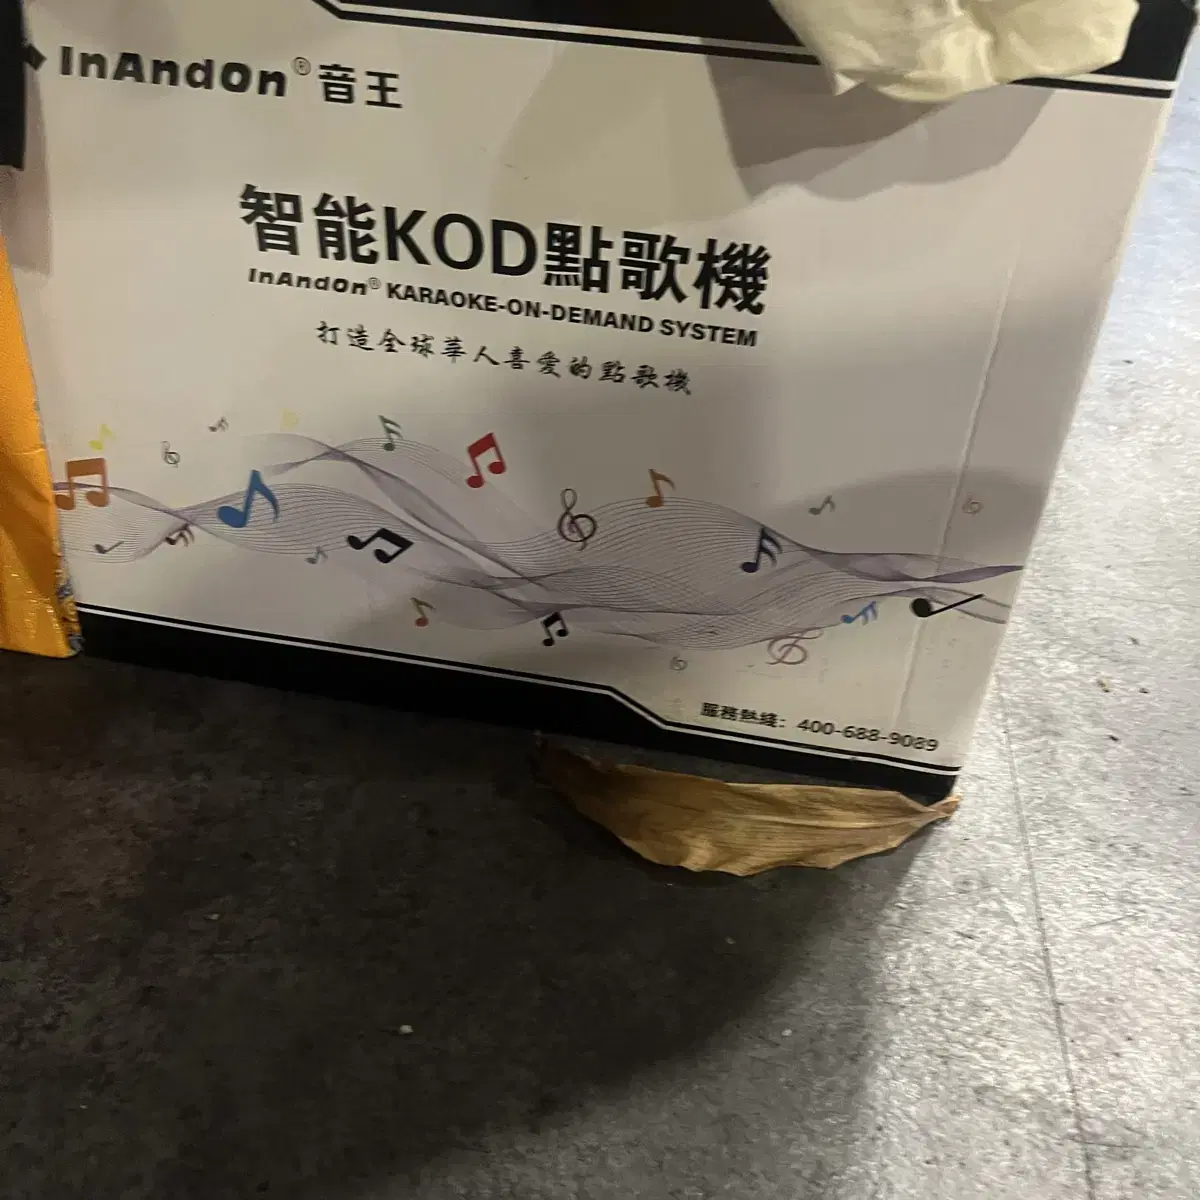 InAndOn® 音王
智能KOD點歌機
InAndOn® KARAOKE-ON-DEMAND SYSTEM
打造全球華人喜愛的點歌機
服務熱綫：400-688-9089